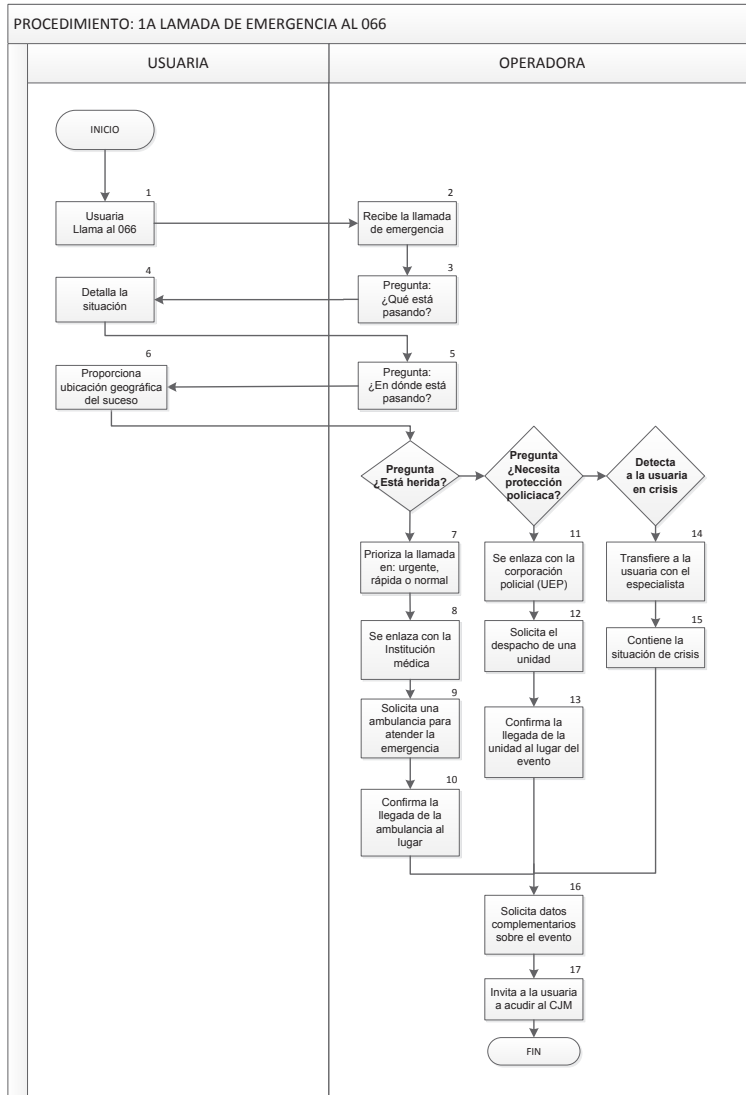 PROCEDIMIENTO: 1A LAMADA DE EMERGENCIA AL 066
USUARIA
OPERADORA
INICIO
1
Usuaria
Llama al 066
2
Recibe la llamada
de emergencia
3
Pregunta:
¿Qué está
pasando?
4
Detalla la
situación
5
Pregunta:
¿En dónde está
pasando?
6
Proporciona
ubicación geográfica
del suceso
Pregunta
¿Está herida?
Pregunta
¿Necesita
protección
policiaca?
Detecta
a la usuaria
en crisis
7
Prioriza la llamada
en: urgente,
rápida o normal
8
Se enlaza con la
Institución
médica
9
Solicita una
ambulancia para
atender la
emergencia
10
Confirma la
llegada de la
ambulancia al
lugar
11
Se enlaza con la
corporación
policial (UEP)
12
Solicita el
despacho de una
unidad
13
Confirma la
llegada de la
unidad al lugar del
evento
14
Transfiere a la
usuaria con el
especialista
15
Contiene la
situación de crisis
16
Solicita datos
complementarios
sobre el evento
17
Invita a la usuaria
a acudir al CJM
FIN